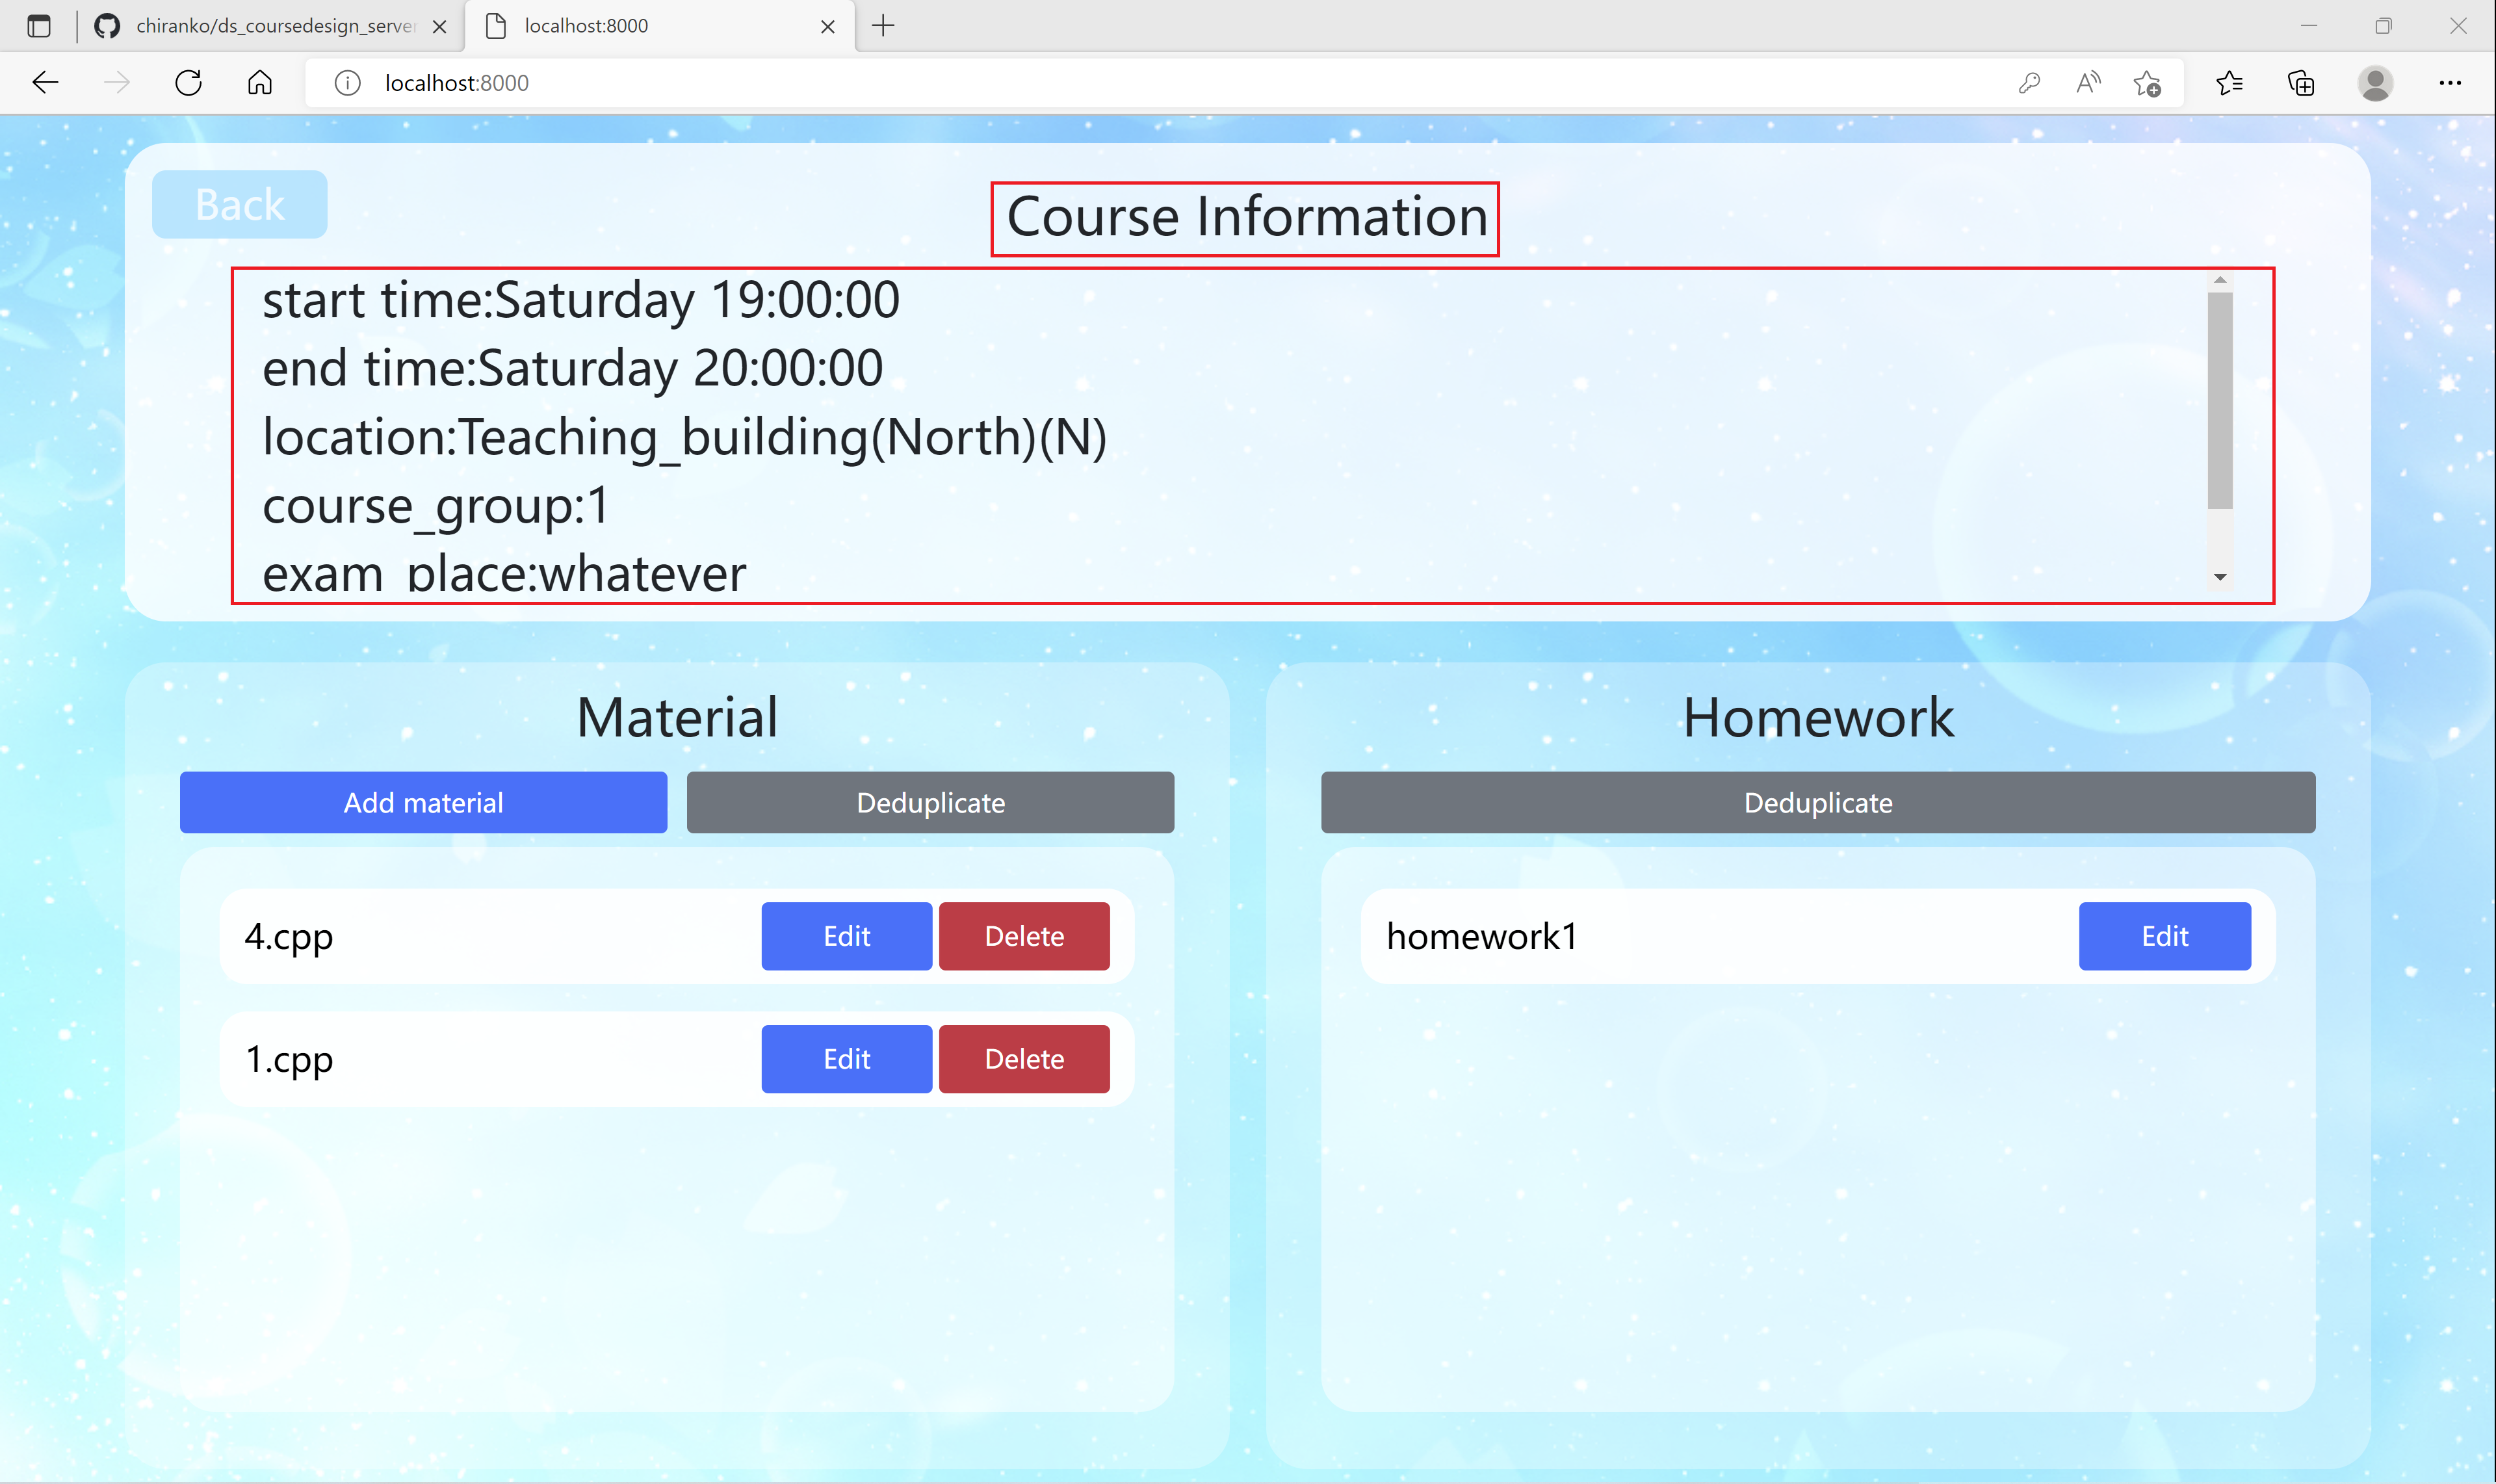 chiranko/ds_coursedesign_server
localhost:8000
localhost:8000
Back
Course Information
start time:Saturday 19:00:00
end time:Saturday 20:00:00
location:Teaching_building(North)(N)
course_group:1
exam_place:whatever
Material
Homework
Add material
Deduplicate
Deduplicate
4.cpp
Edit
Delete
homework1
Edit
1.cpp
Edit
Delete